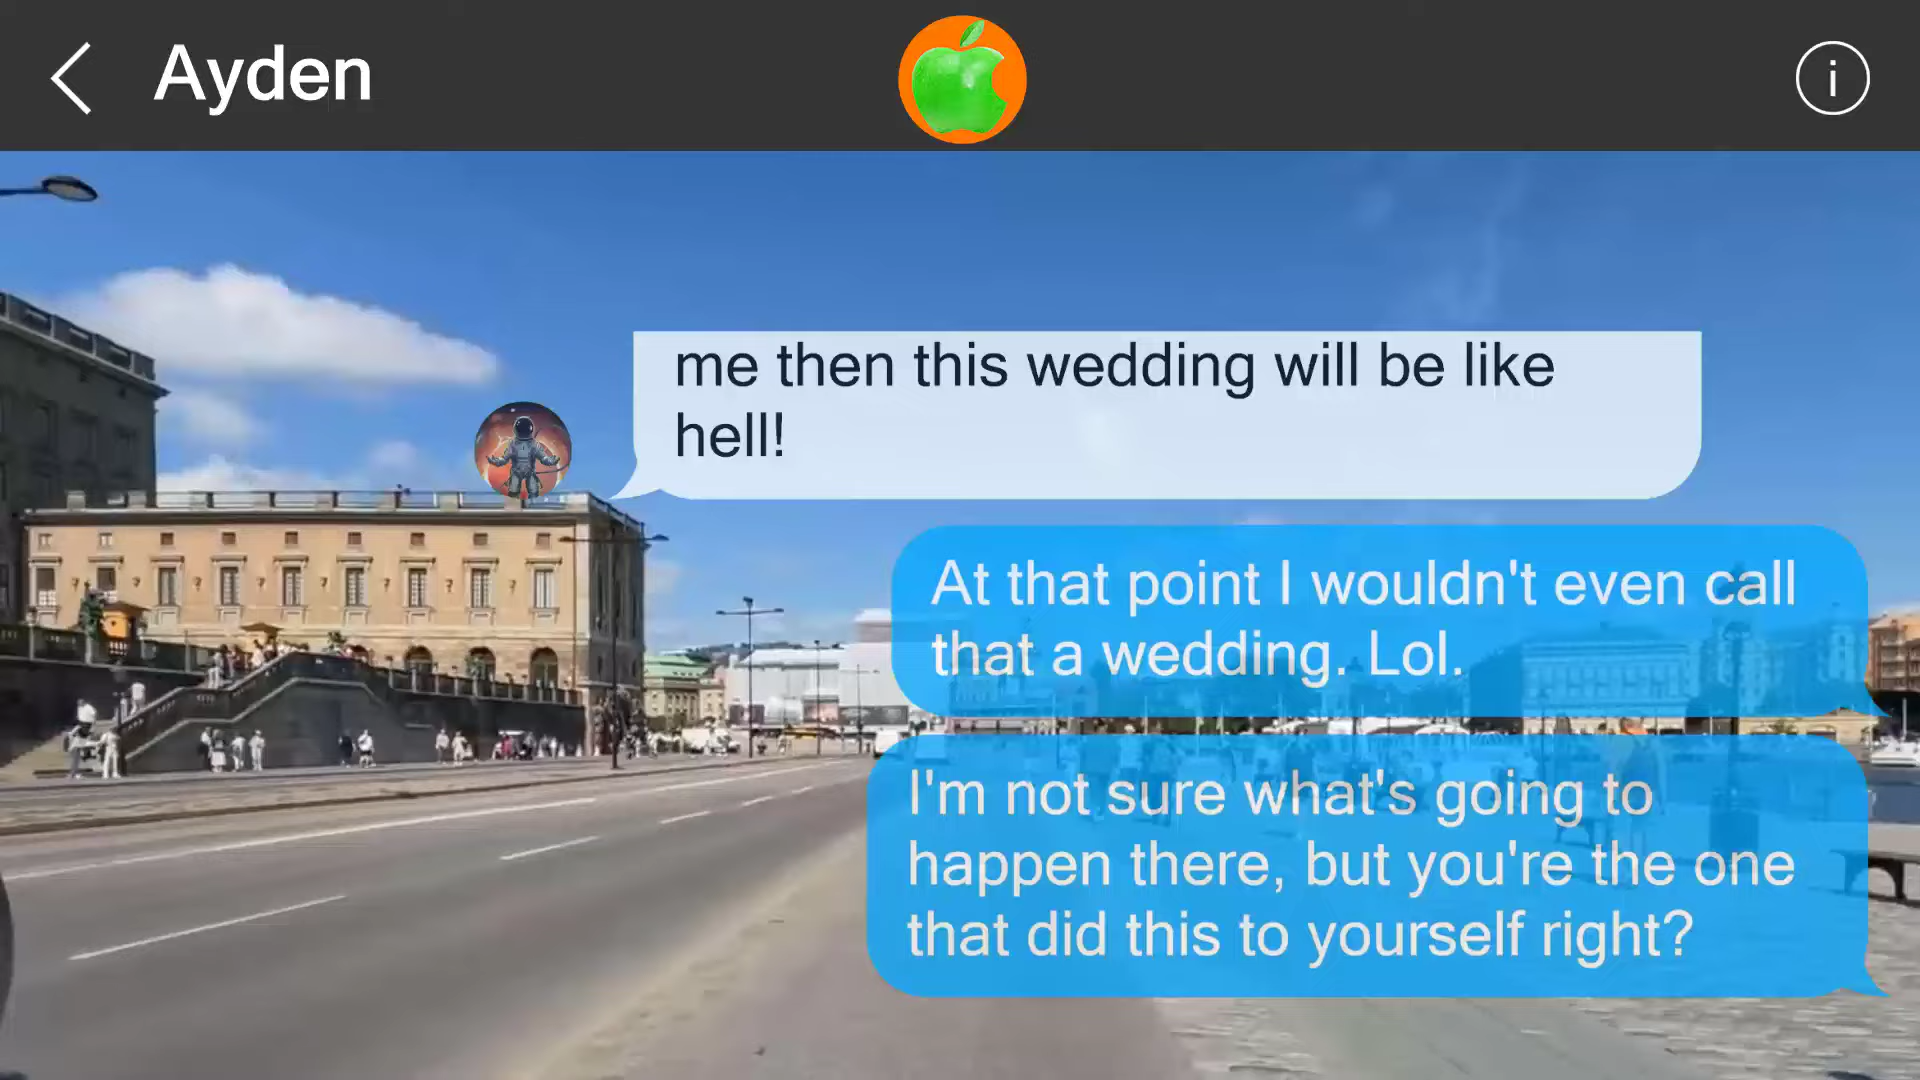 Ayden
i
me then this wedding will be like
hell!
At that point I wouldn't even call
that a wedding. Lol.
I'm not sure what's going to
happen there, but you're the one
that did this to yourself right?